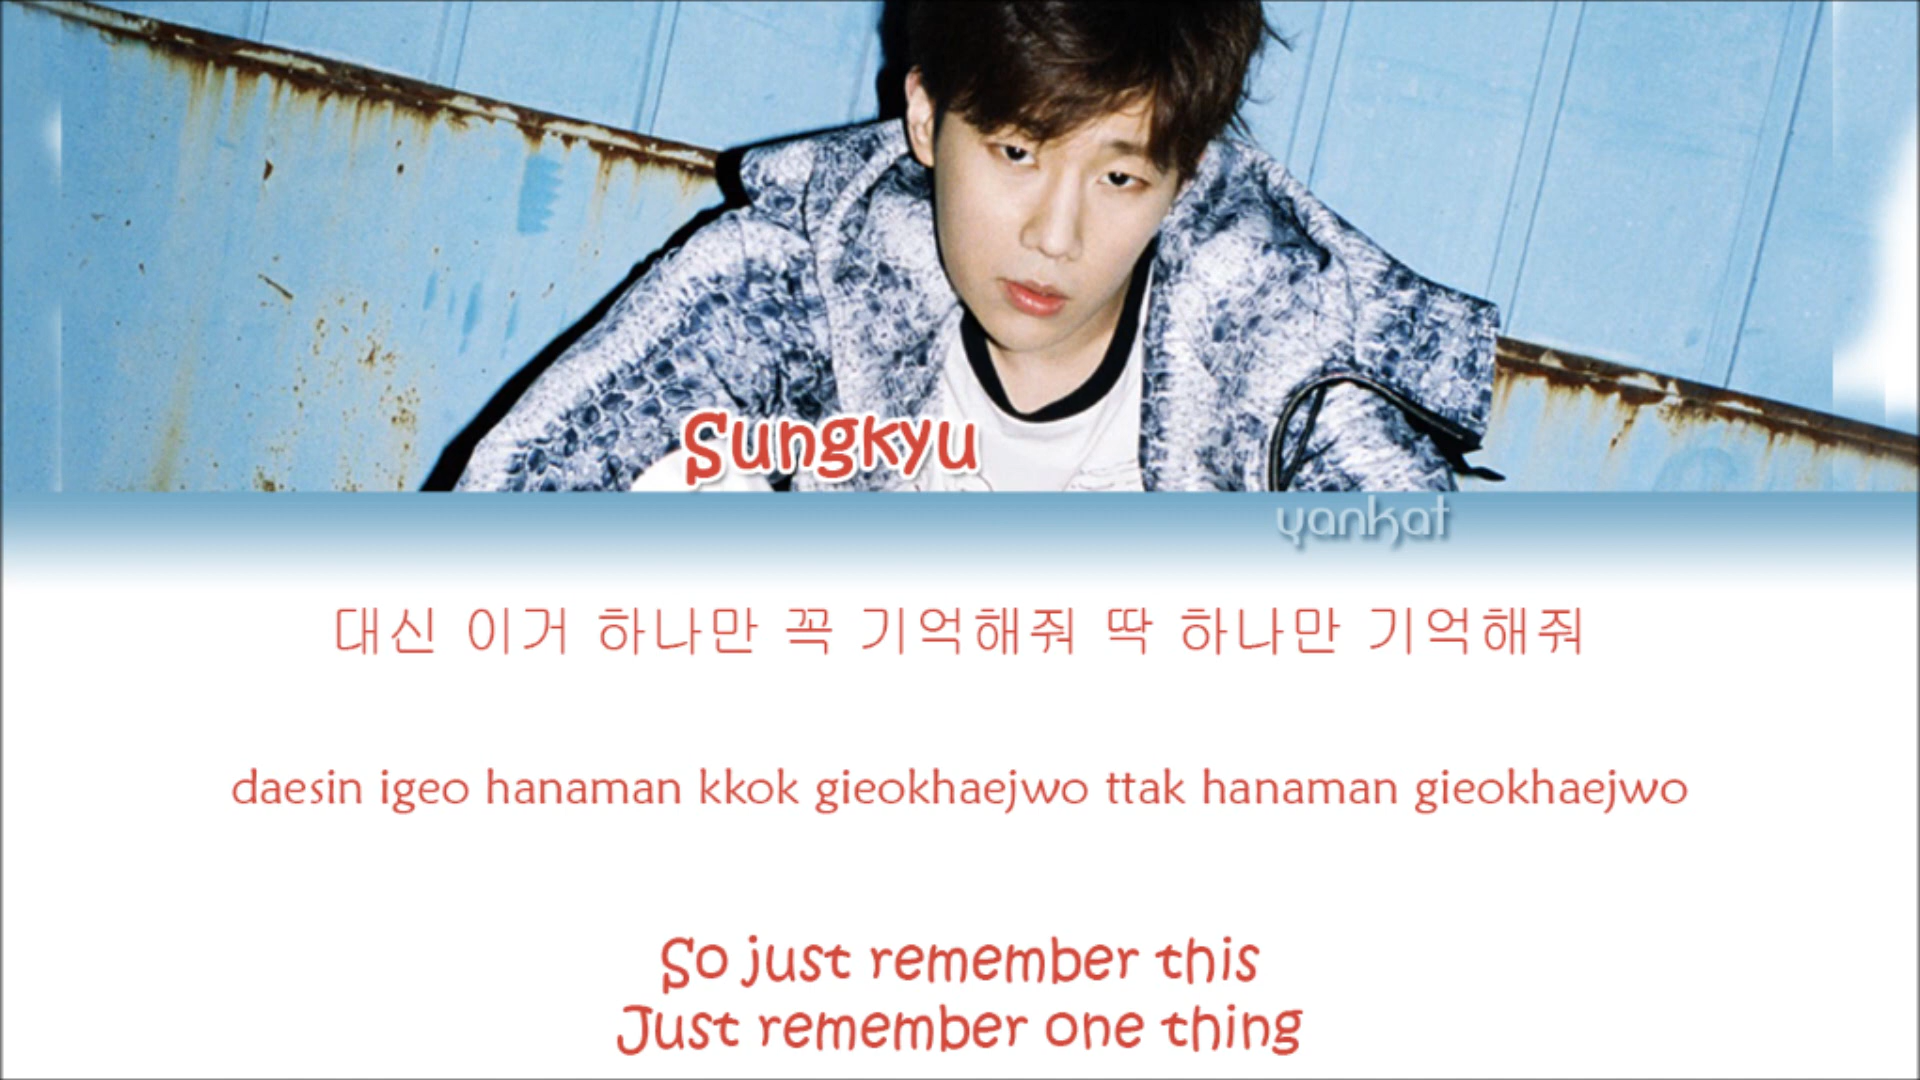 Sungkyu
yankat
대신 이거 하나만 꼭 기억해줘 딱 하나만 기억해줘
daesin igeo hanaman kkok gieokhaejwo ttak hanaman gieokhaejwo
So just remember this
Just remember one thing